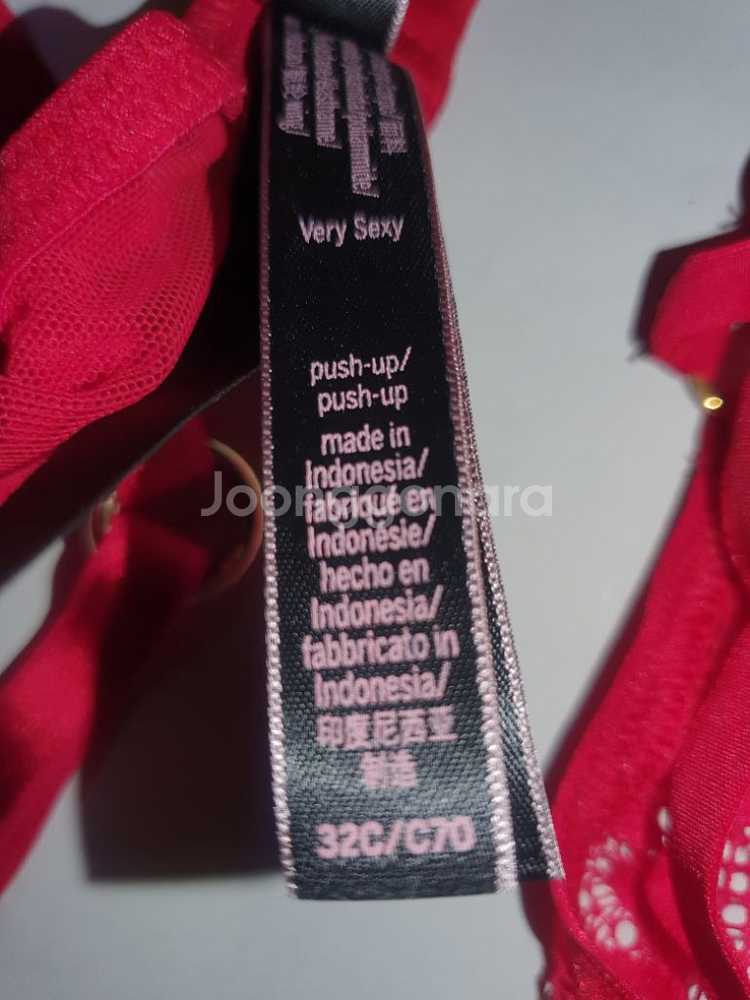 Very Sexy
push-up/
push-up
made in
Indonesia/
fabriqué en
Indonésie/
hecho en
Indonesia/
fabbricato in
Indonesia/
印度尼西亚
制造
32C/C70
Joonggonara